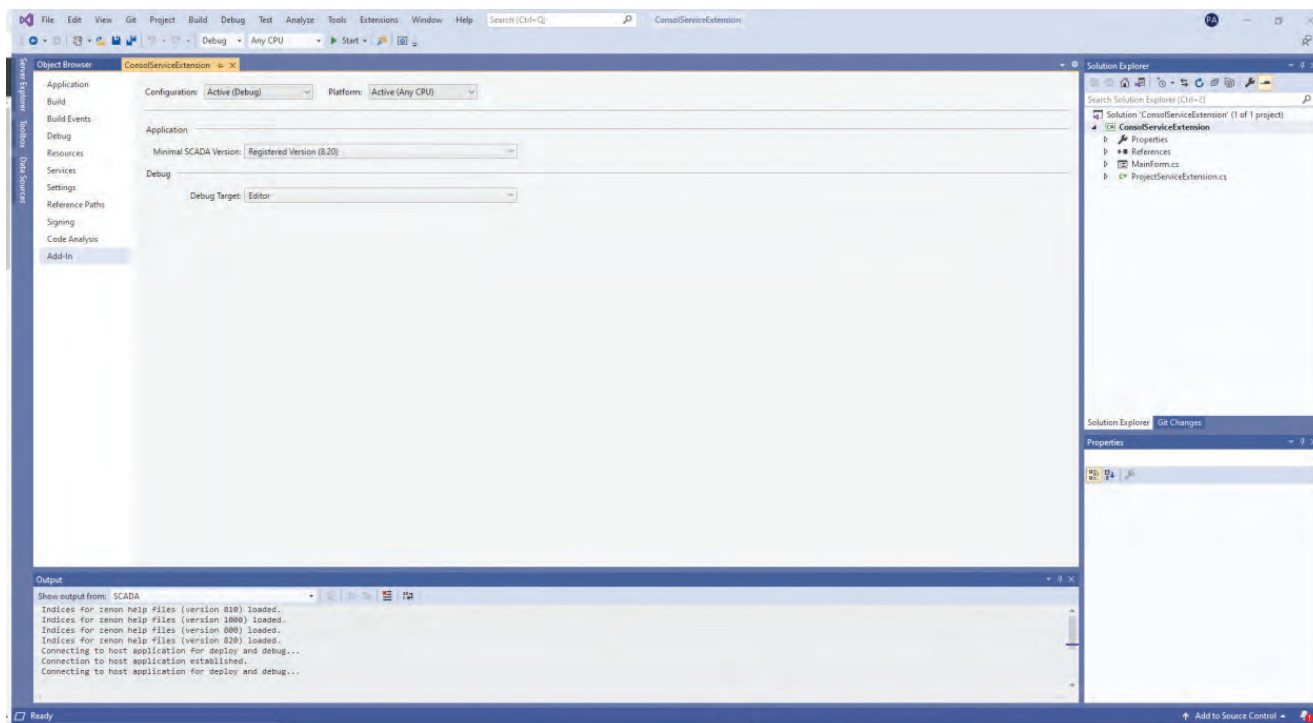 File Edit View Git Project Build Debug Test Analyze Tools Extensions Window Help Search (Ctrl+Q) ConsolServiceExtension PA
Debug Any CPU Start
Server Explorer
Toolbox
Data Sources
Object Browser
ConsolServiceExtension
Application
Build
Build Events
Debug
Resources
Services
Settings
Reference Paths
Signing
Code Analysis
Add-In
Configuration: Active (Debug) Platform: Active (Any CPU)
Application
Minimal SCADA Version: Registered Version (8.20)
Debug
Debug Target: Editor
Solution Explorer
Search Solution Explorer (Ctrl+ç)
Solution 'ConsolServiceExtension' (1 of 1 project)
ConsolServiceExtension
Properties
References
MainForm.cs
ProjectServiceExtension.cs
Solution Explorer Git Changes
Properties
Output
Show output from: SCADA
Indices for zenon help files (version 810) loaded.
Indices for zenon help files (version 1000) loaded.
Indices for zenon help files (version 800) loaded.
Indices for zenon help files (version 820) loaded.
Connecting to host application for deploy and debug...
Connection to host application established.
Connecting to host application for deploy and debug...
Ready
Add to Source Control